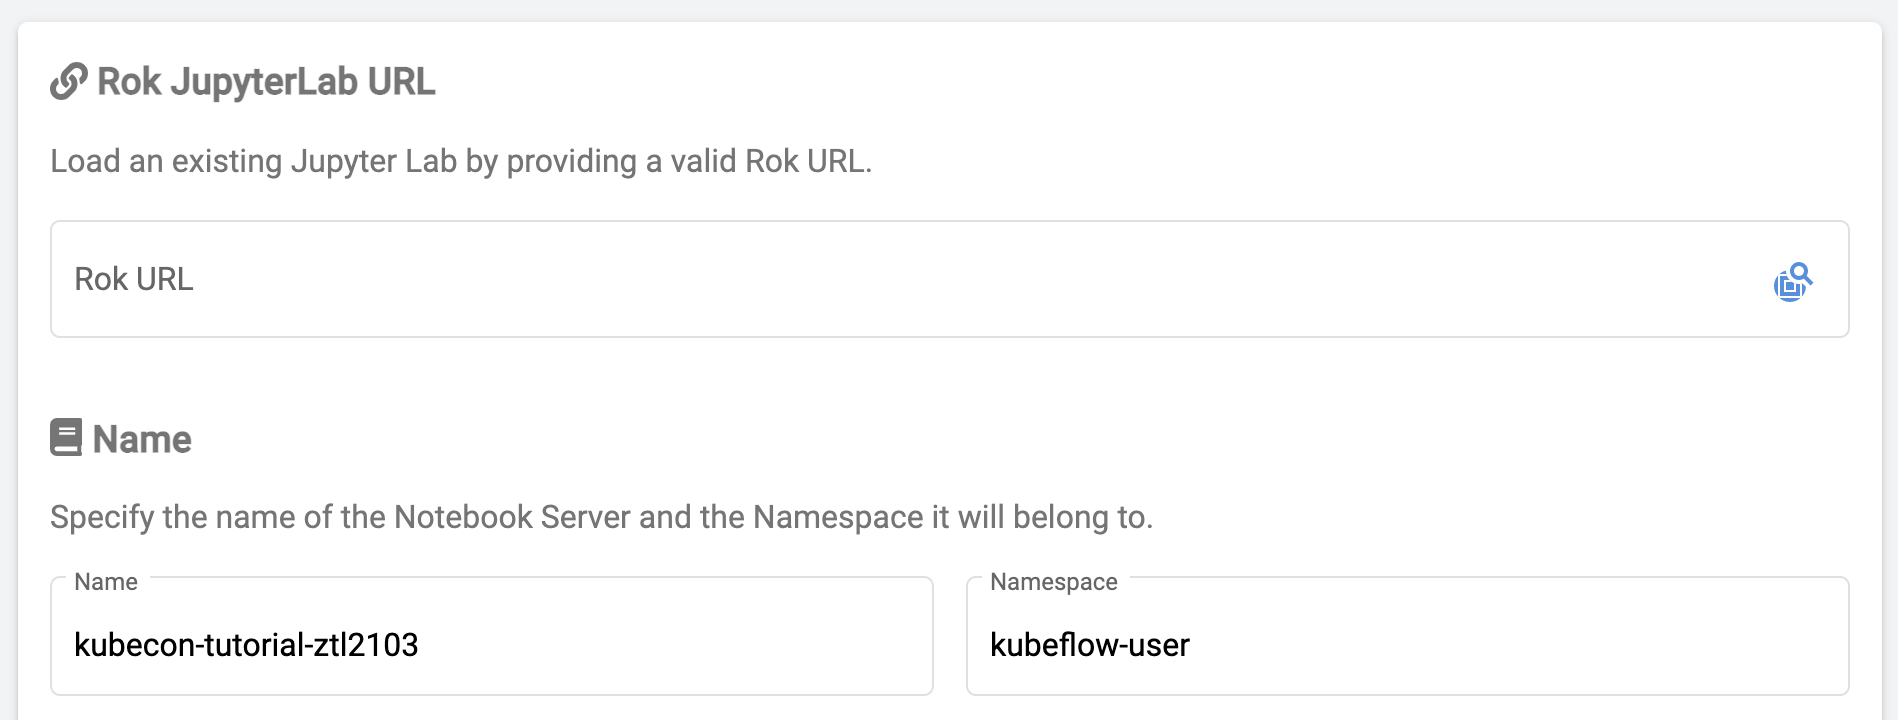 Rok JupyterLab URL
Load an existing Jupyter Lab by providing a valid Rok URL.
Rok URL
Name
Specify the name of the Notebook Server and the Namespace it will belong to.
Name
kubecon-tutorial-ztl2103
Namespace
kubeflow-user